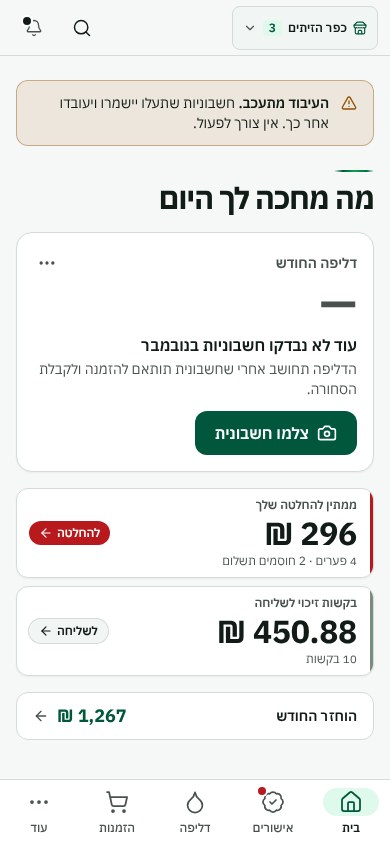 כפר הזיתים 3
העיבוד מתעכב. חשבוניות שתעלו יישמרו ויעובדו
אחר כך. אין צורך לפעול.
מה מחכה לך היום
דליפה החודש
—
עוד לא נבדקו חשבוניות בנובמבר
הדליפה תחושב אחרי שחשבונית תותאם להזמנה ולקבלת
הסחורה.
צלמו חשבונית
ממתין להחלטה שלך
296 ₪
להחלטה ←
4 פערים · 2 חוסמים תשלום
בקשות זיכוי לשליחה
450.88 ₪
לשליחה ←
10 בקשות
הוחזר החודש 1,267 ₪ ←
בית אישורים דליפה הזמנות עוד